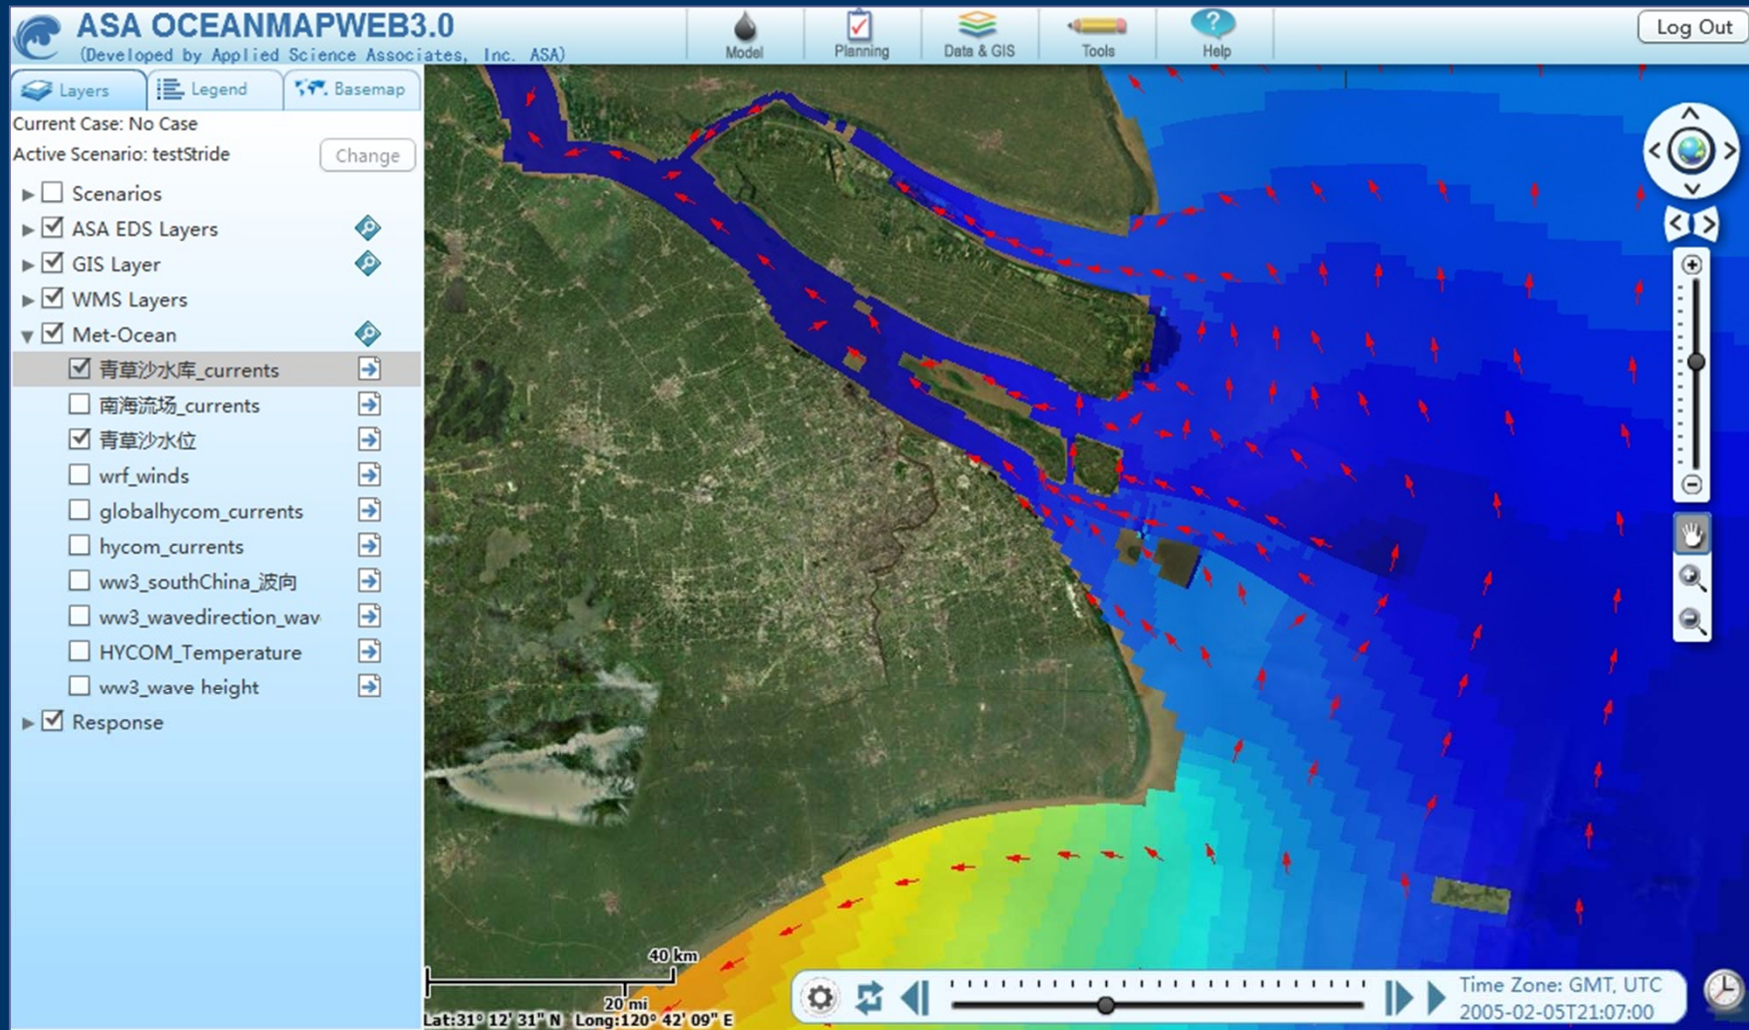 ASA OCEANMAPWEB3.0
(Developed by Applied Science Associates, Inc. ASA)
Model
Planning
Data & GIS
Tools
Help
Log Out
Layers
Legend
Basemap
Current Case: No Case
Active Scenario: testStride
Change
Scenarios
ASA EDS Layers
GIS Layer
WMS Layers
Met-Ocean
青草沙水库_currents
南海流场_currents
青草沙水位
wrf_winds
globalhycom_currents
hycom_currents
ww3_southChina_波向
ww3_wavedirection_wav
HYCOM_Temperature
ww3_wave height
Response
40 km
20 mi
Lat:31° 12' 31" N Long:120° 42' 09" E
Time Zone: GMT, UTC
2005-02-05T21:07:00